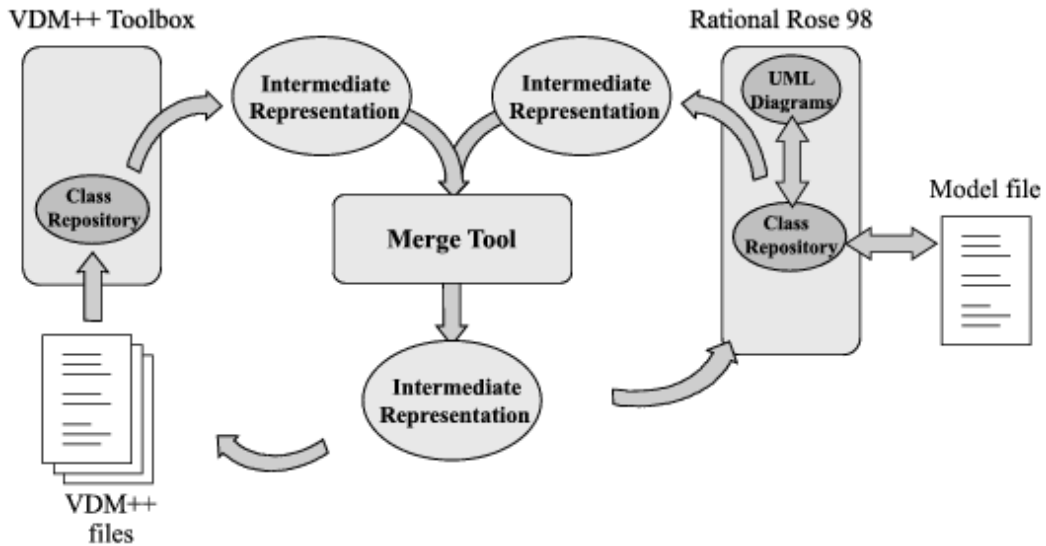 VDM++ Toolbox
Rational Rose 98
Intermediate
Representation
Intermediate
Representation
UML
Diagrams
Class
Repository
Merge Tool
Class
Repository
Model file
Intermediate
Representation
VDM++
files